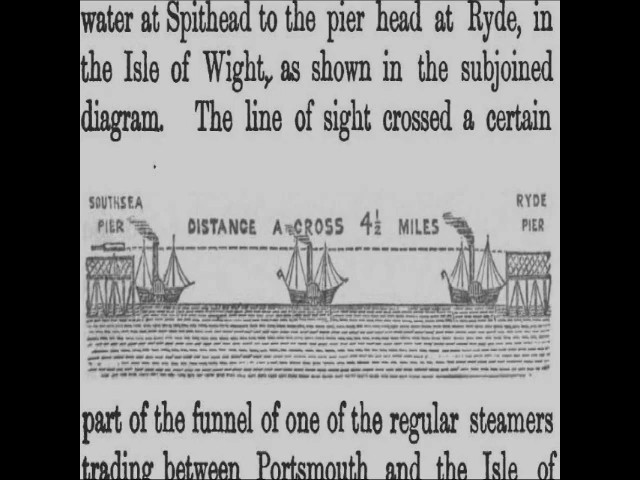 water at Spithead to the pier head at Ryde, in
the Isle of Wight, as shown in the subjoined
diagram. The line of sight crossed a certain
SOUTHSEA
PIER
DISTANCE ACROSS 4½ MILES
RYDE
PIER
part of the funnel of one of the regular steamers
trading between Portsmouth and the Isle of